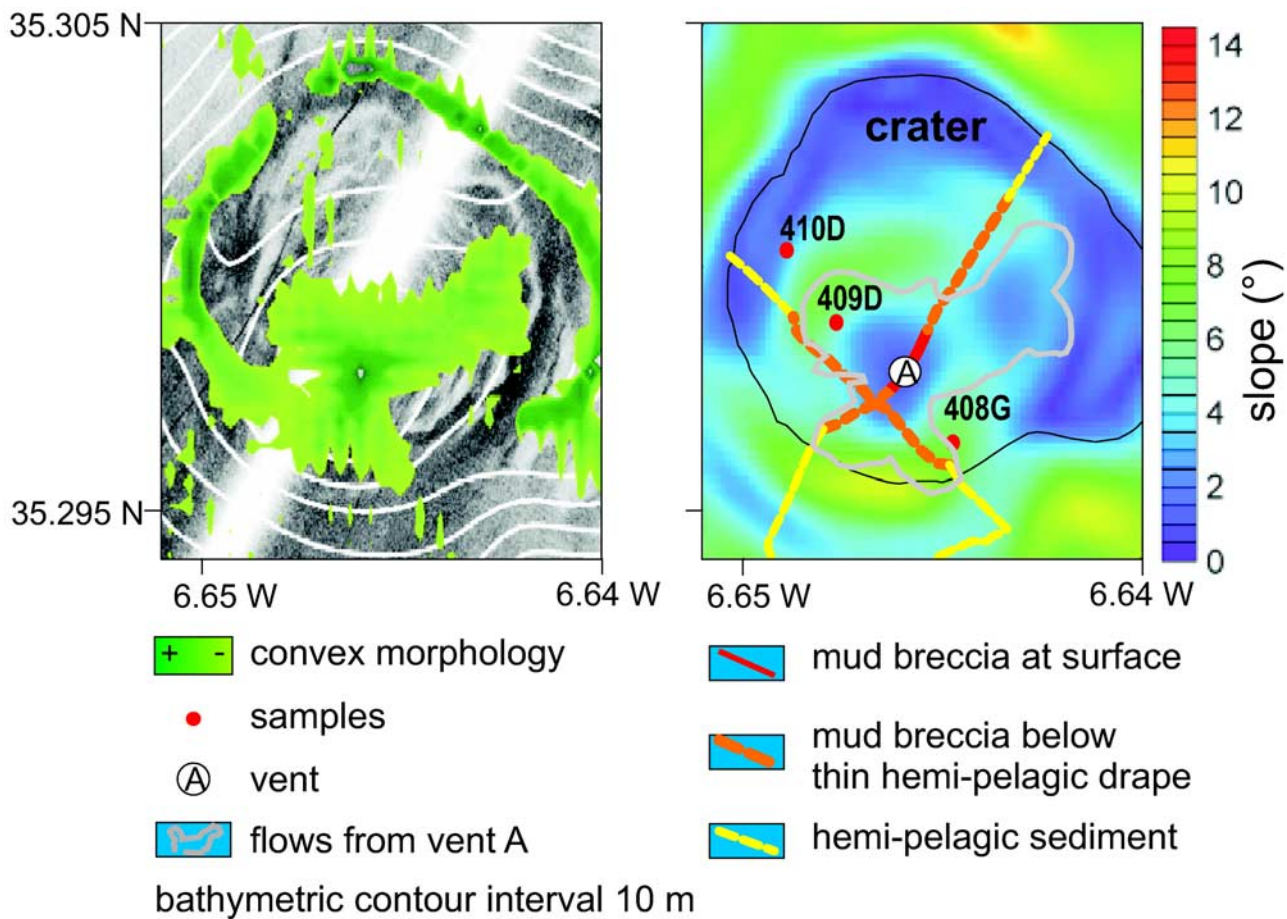 35.305 N
35.295 N
6.65 W
6.64 W
crater
410D
409D
A
408G
6.65 W
6.64 W
14
12
10
8
6
4
2
0
slope (°)
+ - convex morphology
samples
A vent
flows from vent A
bathymetric contour interval 10 m
mud breccia at surface
mud breccia below
thin hemi-pelagic drape
hemi-pelagic sediment